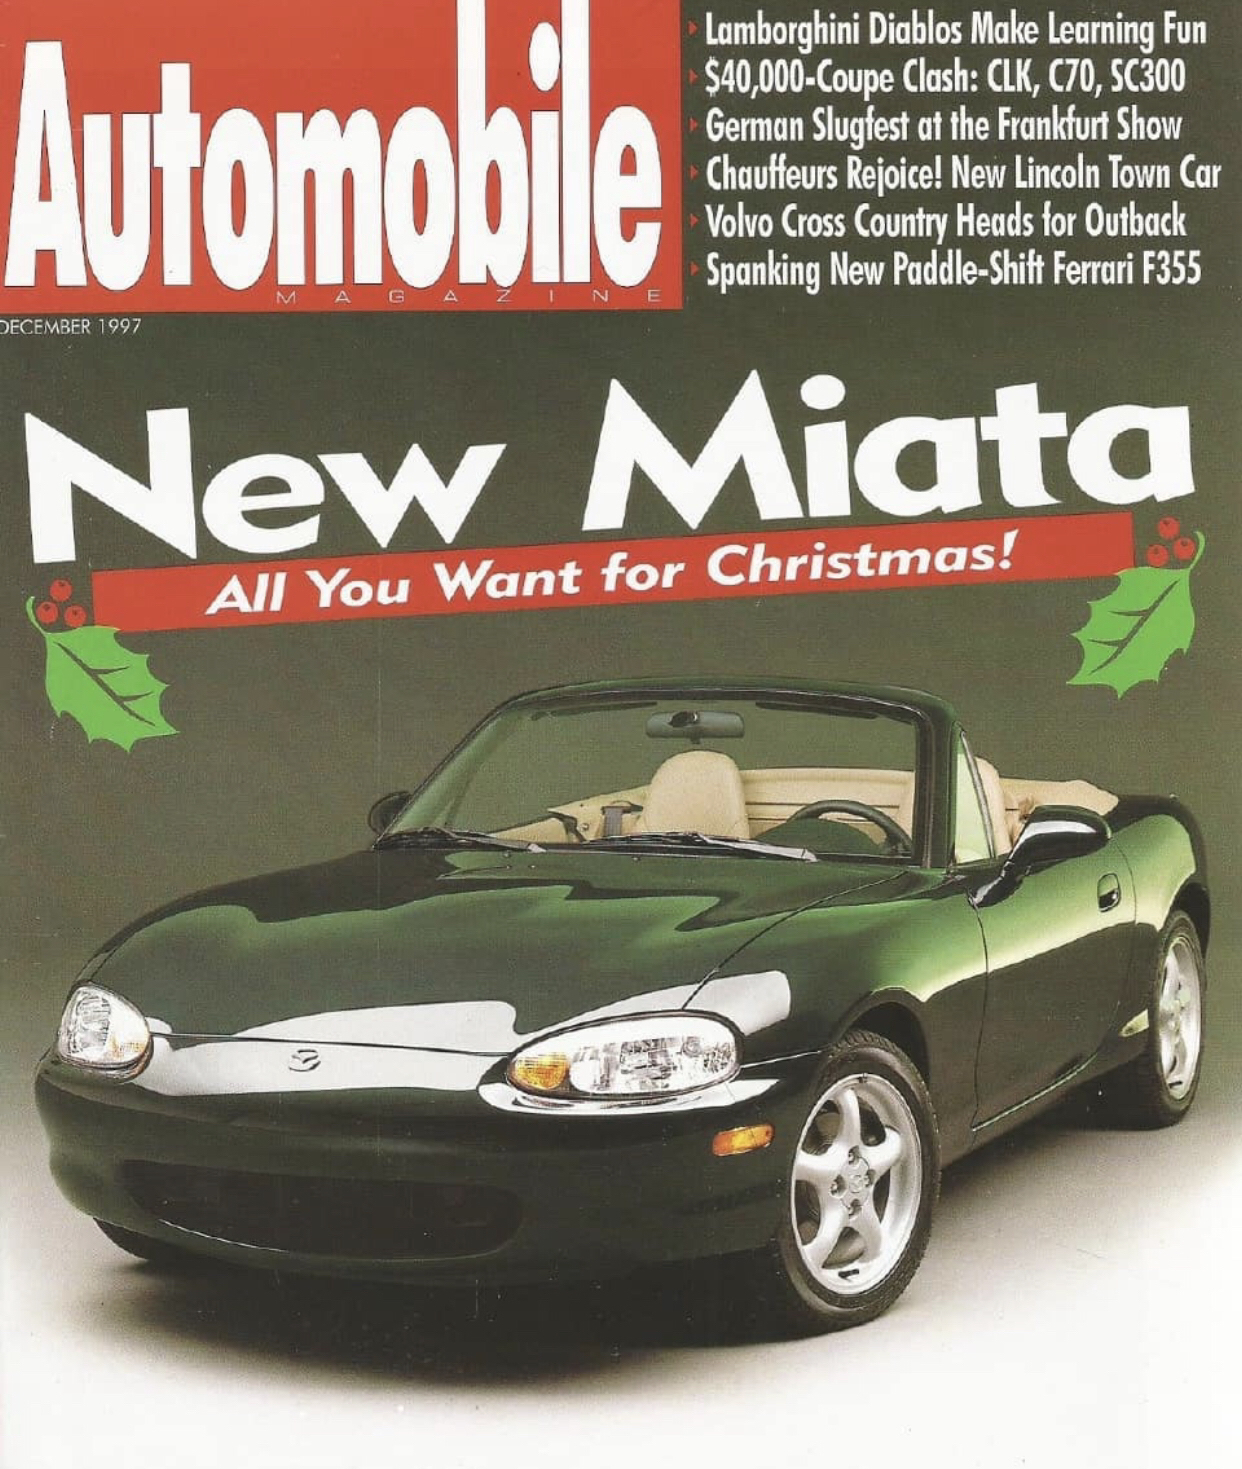 Automobile
MAGAZINE
DECEMBER 1997
Lamborghini Diablos Make Learning Fun
$40,000-Coupe Clash: CLK, C70, SC300
German Slugfest at the Frankfurt Show
Chauffeurs Rejoice! New Lincoln Town Car
Volvo Cross Country Heads for Outback
Spanking New Paddle-Shift Ferrari F355
New Miata
All You Want for Christmas!